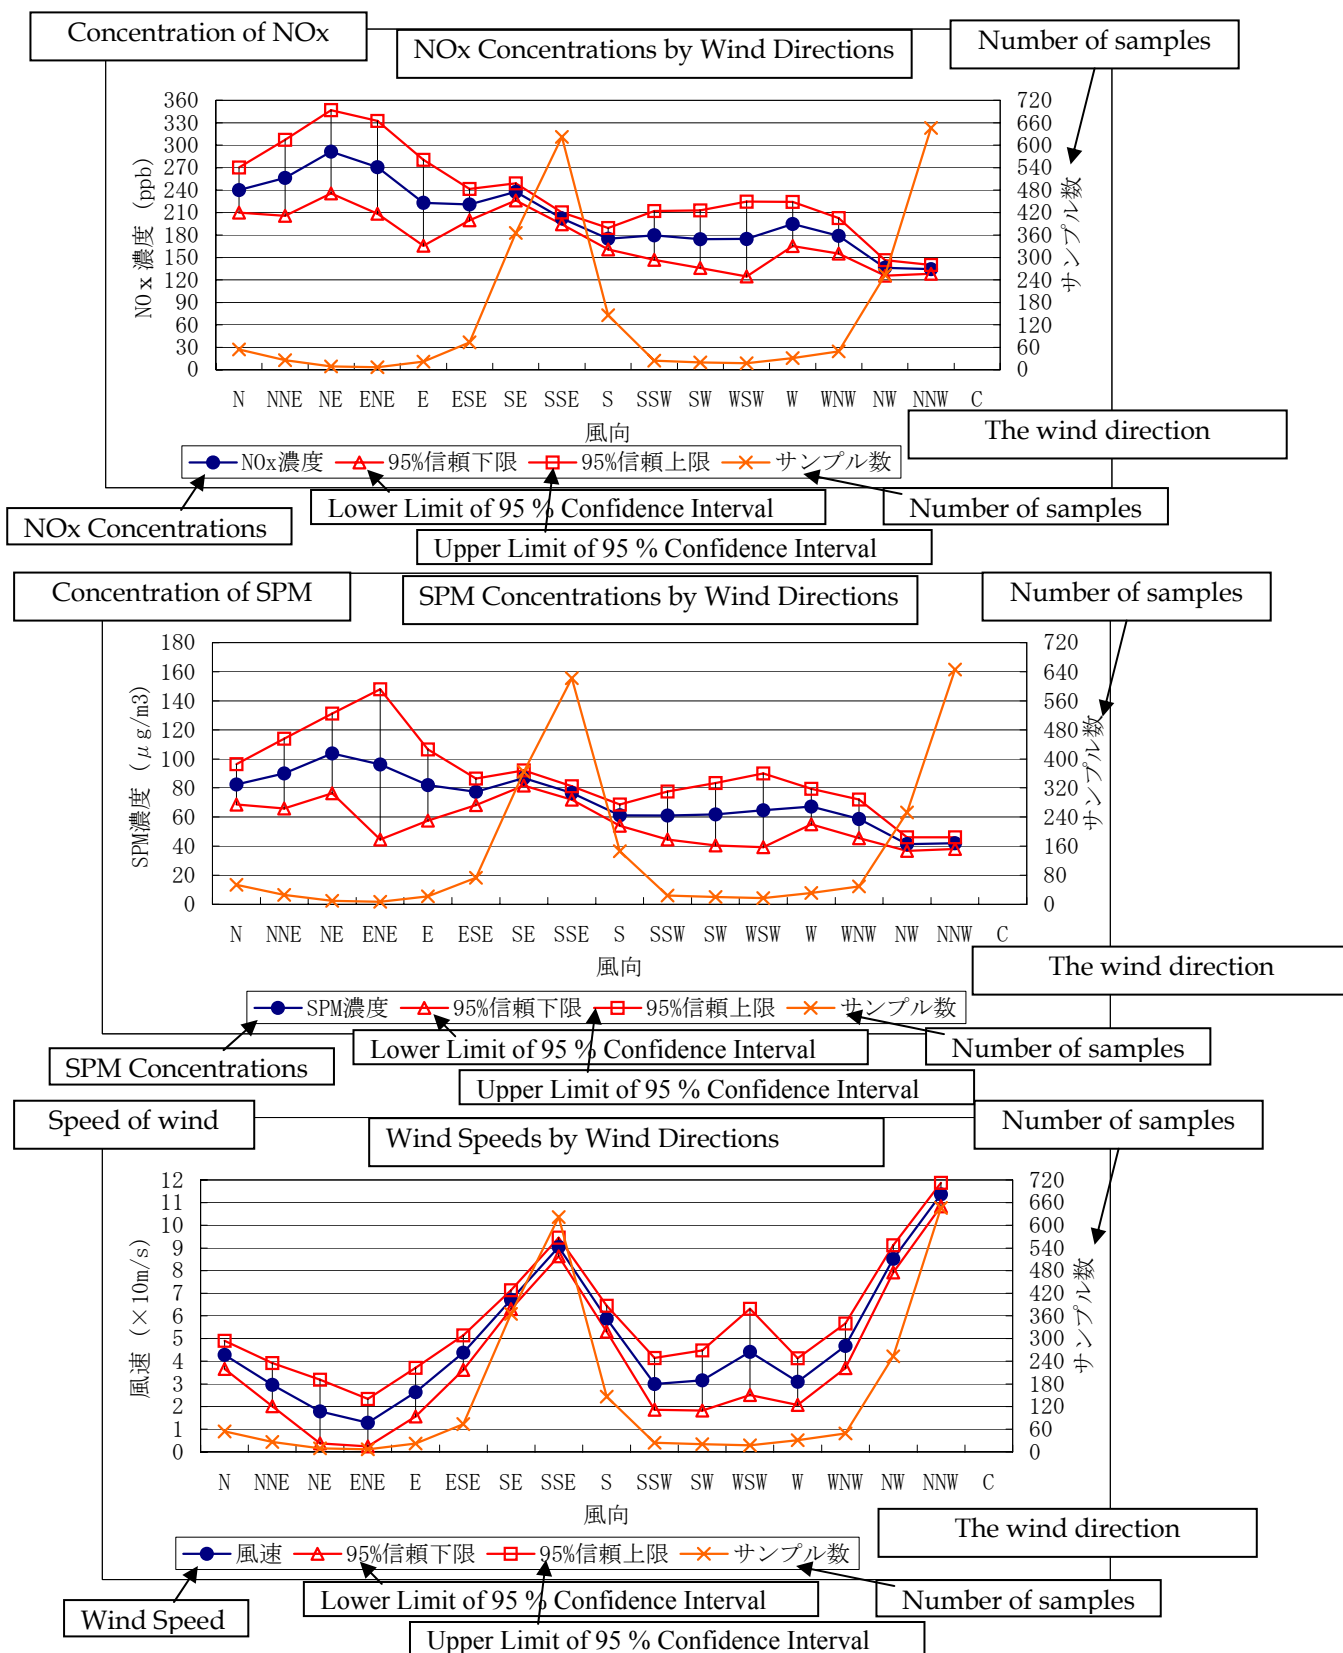 Concentration of NOx
NOx Concentrations by Wind Directions
Number of samples
360
330
300
270
240
210
180
150
120
90
60
30
0
NOx濃度 (ppb)
720
660
600
540
480
420
360
300
240
180
120
60
0
サンプル数
N NNE NE ENE E ESE SE SSE S SSW SW WSW W WNW NW NNW C
風向
The wind direction
NOx濃度 95%信頼下限 95%信頼上限 サンプル数
Lower Limit of 95 % Confidence Interval
Number of samples
NOx Concentrations
Upper Limit of 95 % Confidence Interval
Concentration of SPM
SPM Concentrations by Wind Directions
Number of samples
180
160
140
120
100
80
60
40
20
0
SPM濃度 (μg/m3)
720
640
560
480
400
320
240
160
80
0
サンプル数
N NNE NE ENE E ESE SE SSE S SSW SW WSW W WNW NW NNW C
風向
The wind direction
SPM濃度 95%信頼下限 95%信頼上限 サンプル数
Lower Limit of 95 % Confidence Interval
Number of samples
SPM Concentrations
Upper Limit of 95 % Confidence Interval
Speed of wind
Wind Speeds by Wind Directions
Number of samples
12
11
10
9
8
7
6
5
4
3
2
1
0
風速 (×10m/s)
720
660
600
540
480
420
360
300
240
180
120
60
0
サンプル数
N NNE NE ENE E ESE SE SSE S SSW SW WSW W WNW NW NNW C
風向
The wind direction
風速 95%信頼下限 95%信頼上限 サンプル数
Lower Limit of 95 % Confidence Interval
Number of samples
Wind Speed
Upper Limit of 95 % Confidence Interval